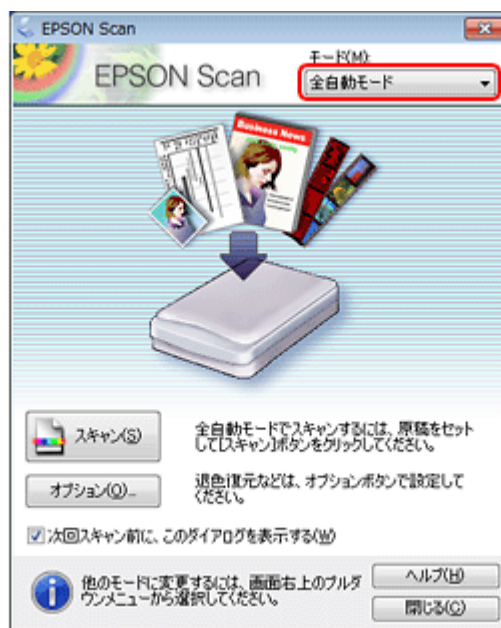 EPSON Scan
EPSON Scan
モード(M):
全自動モード
Business News
スキャン(S)
全自動モードでスキャンするには、原稿をセット
して[スキャン]ボタンをクリックしてください。
オプション(O)...
退色復元などは、オプションボタンで設定して
ください。
次回スキャン前に、このダイアログを表示する(W)
他のモードに変更するには、画面右上のプルダ
ウンメニューから選択してください。
ヘルプ(H)
閉じる(C)